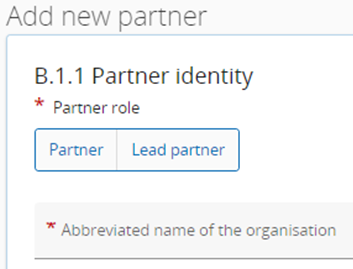 Add new partner
B.1.1 Partner identity
* Partner role
Partner Lead partner
* Abbreviated name of the organisation